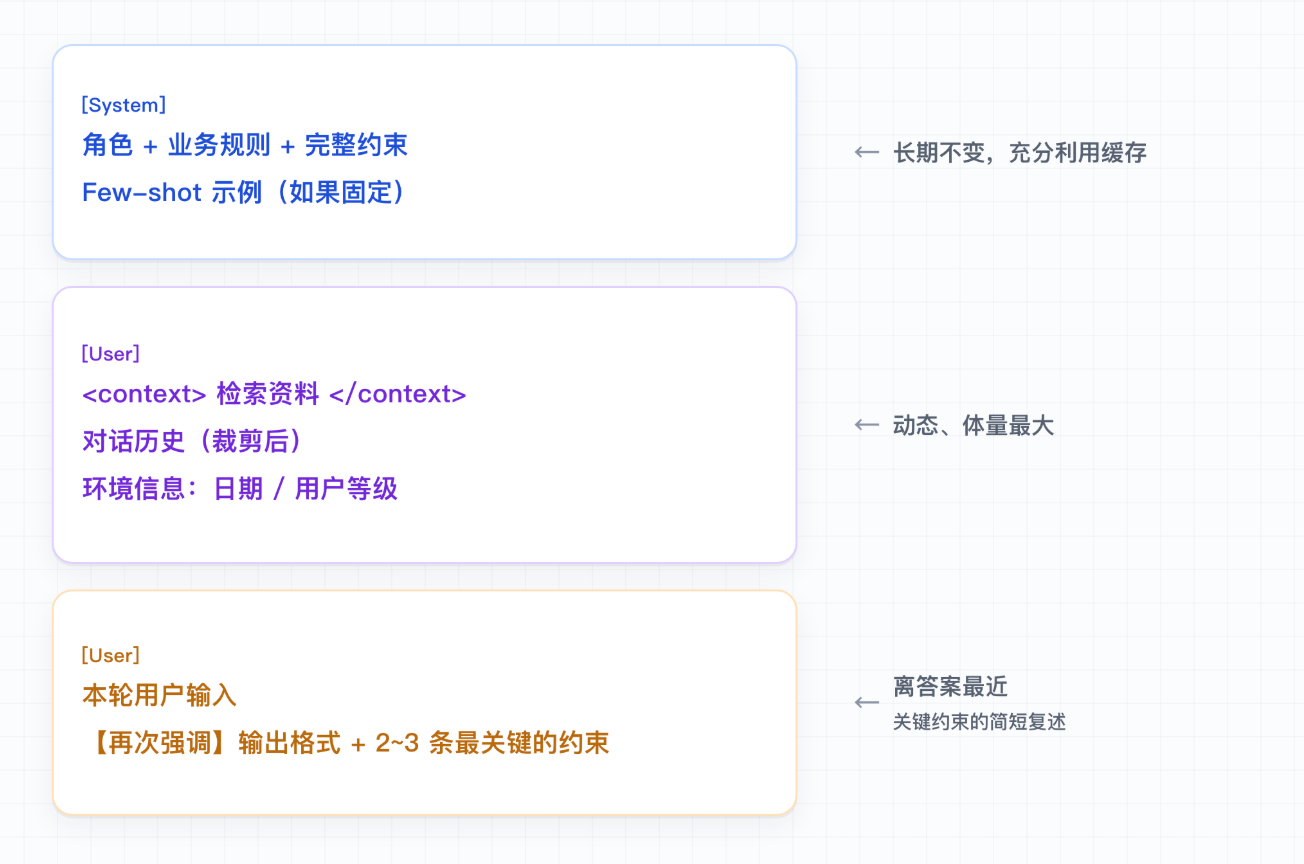 [System]
角色 + 业务规则 + 完整约束
Few-shot 示例（如果固定）
← 长期不变，充分利用缓存
[User]
<context> 检索资料 </context>
对话历史（裁剪后）
环境信息：日期 / 用户等级
← 动态、体量最大
[User]
本轮用户输入
【再次强调】输出格式 + 2~3 条最关键的约束
← 离答案最近
关键约束的简短复述